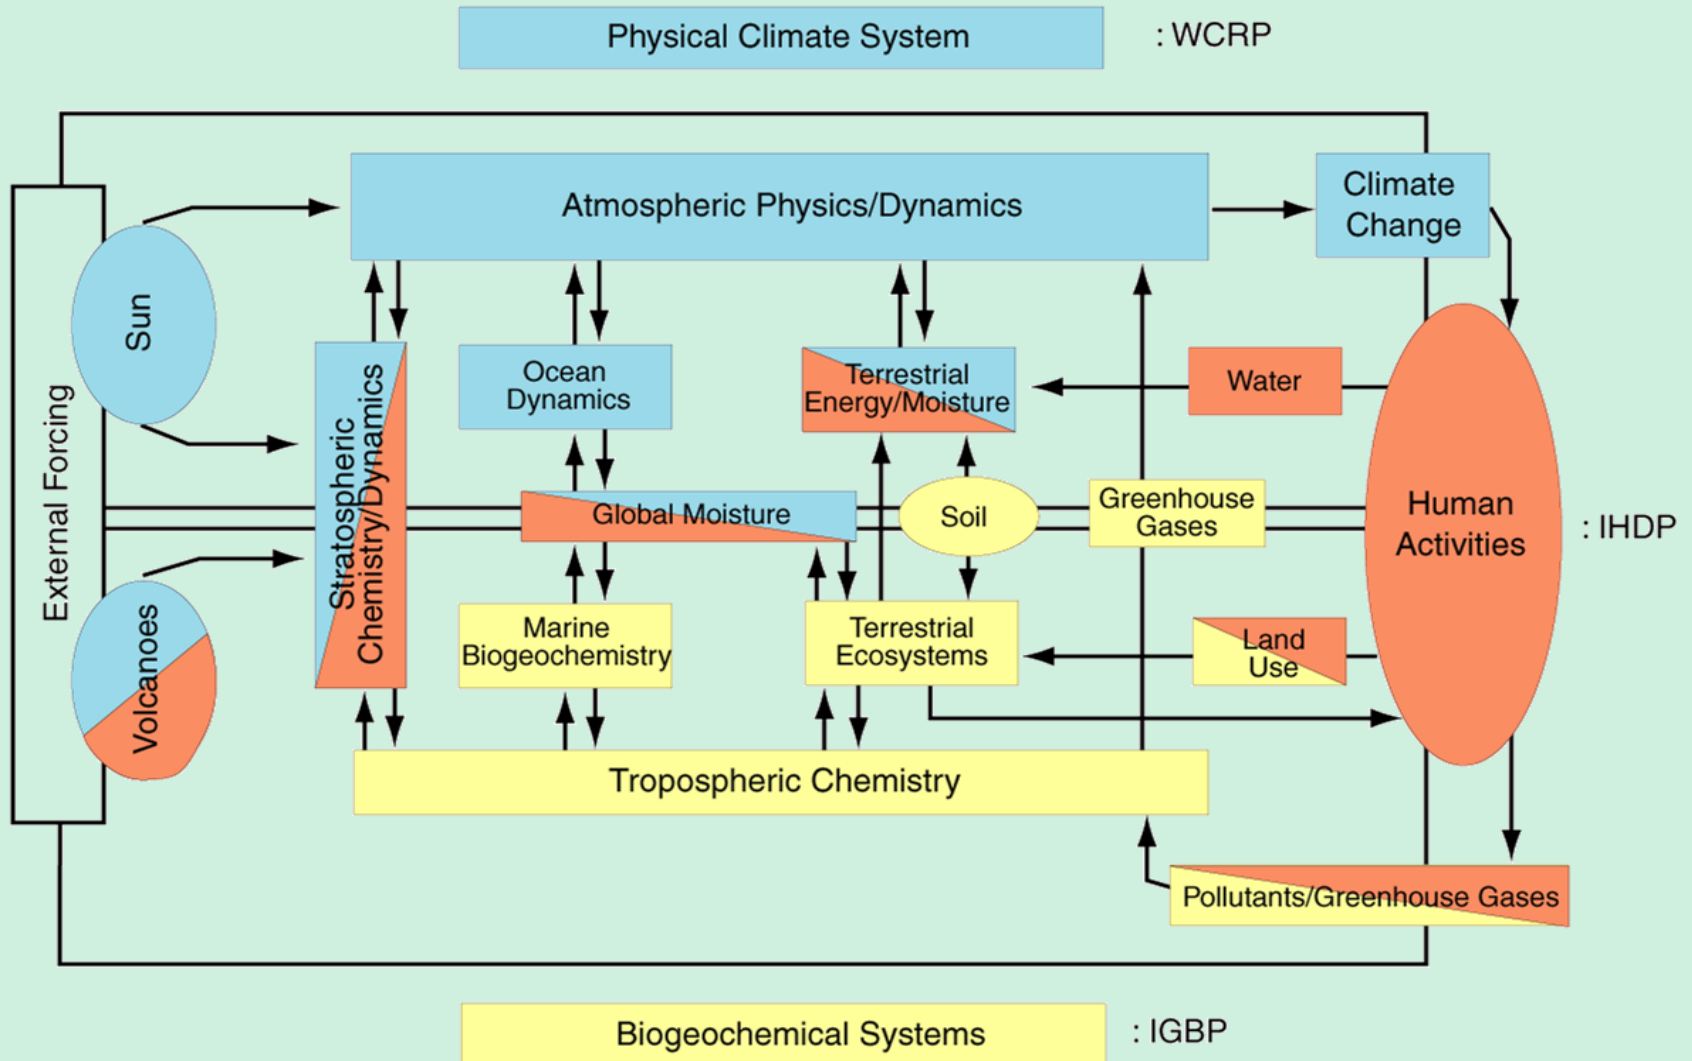 Physical Climate System
: WCRP
Atmospheric Physics/Dynamics
Climate
Change
Sun
External Forcing
Stratospheric
Chemistry/Dynamics
Ocean
Dynamics
Terrestrial
Energy/Moisture
Water
Global Moisture
Soil
Greenhouse
Gases
Human
Activities
: IHDP
Volcanoes
Marine
Biogeochemistry
Terrestrial
Ecosystems
Land
Use
Tropospheric Chemistry
Pollutants/Greenhouse Gases
Biogeochemical Systems
: IGBP